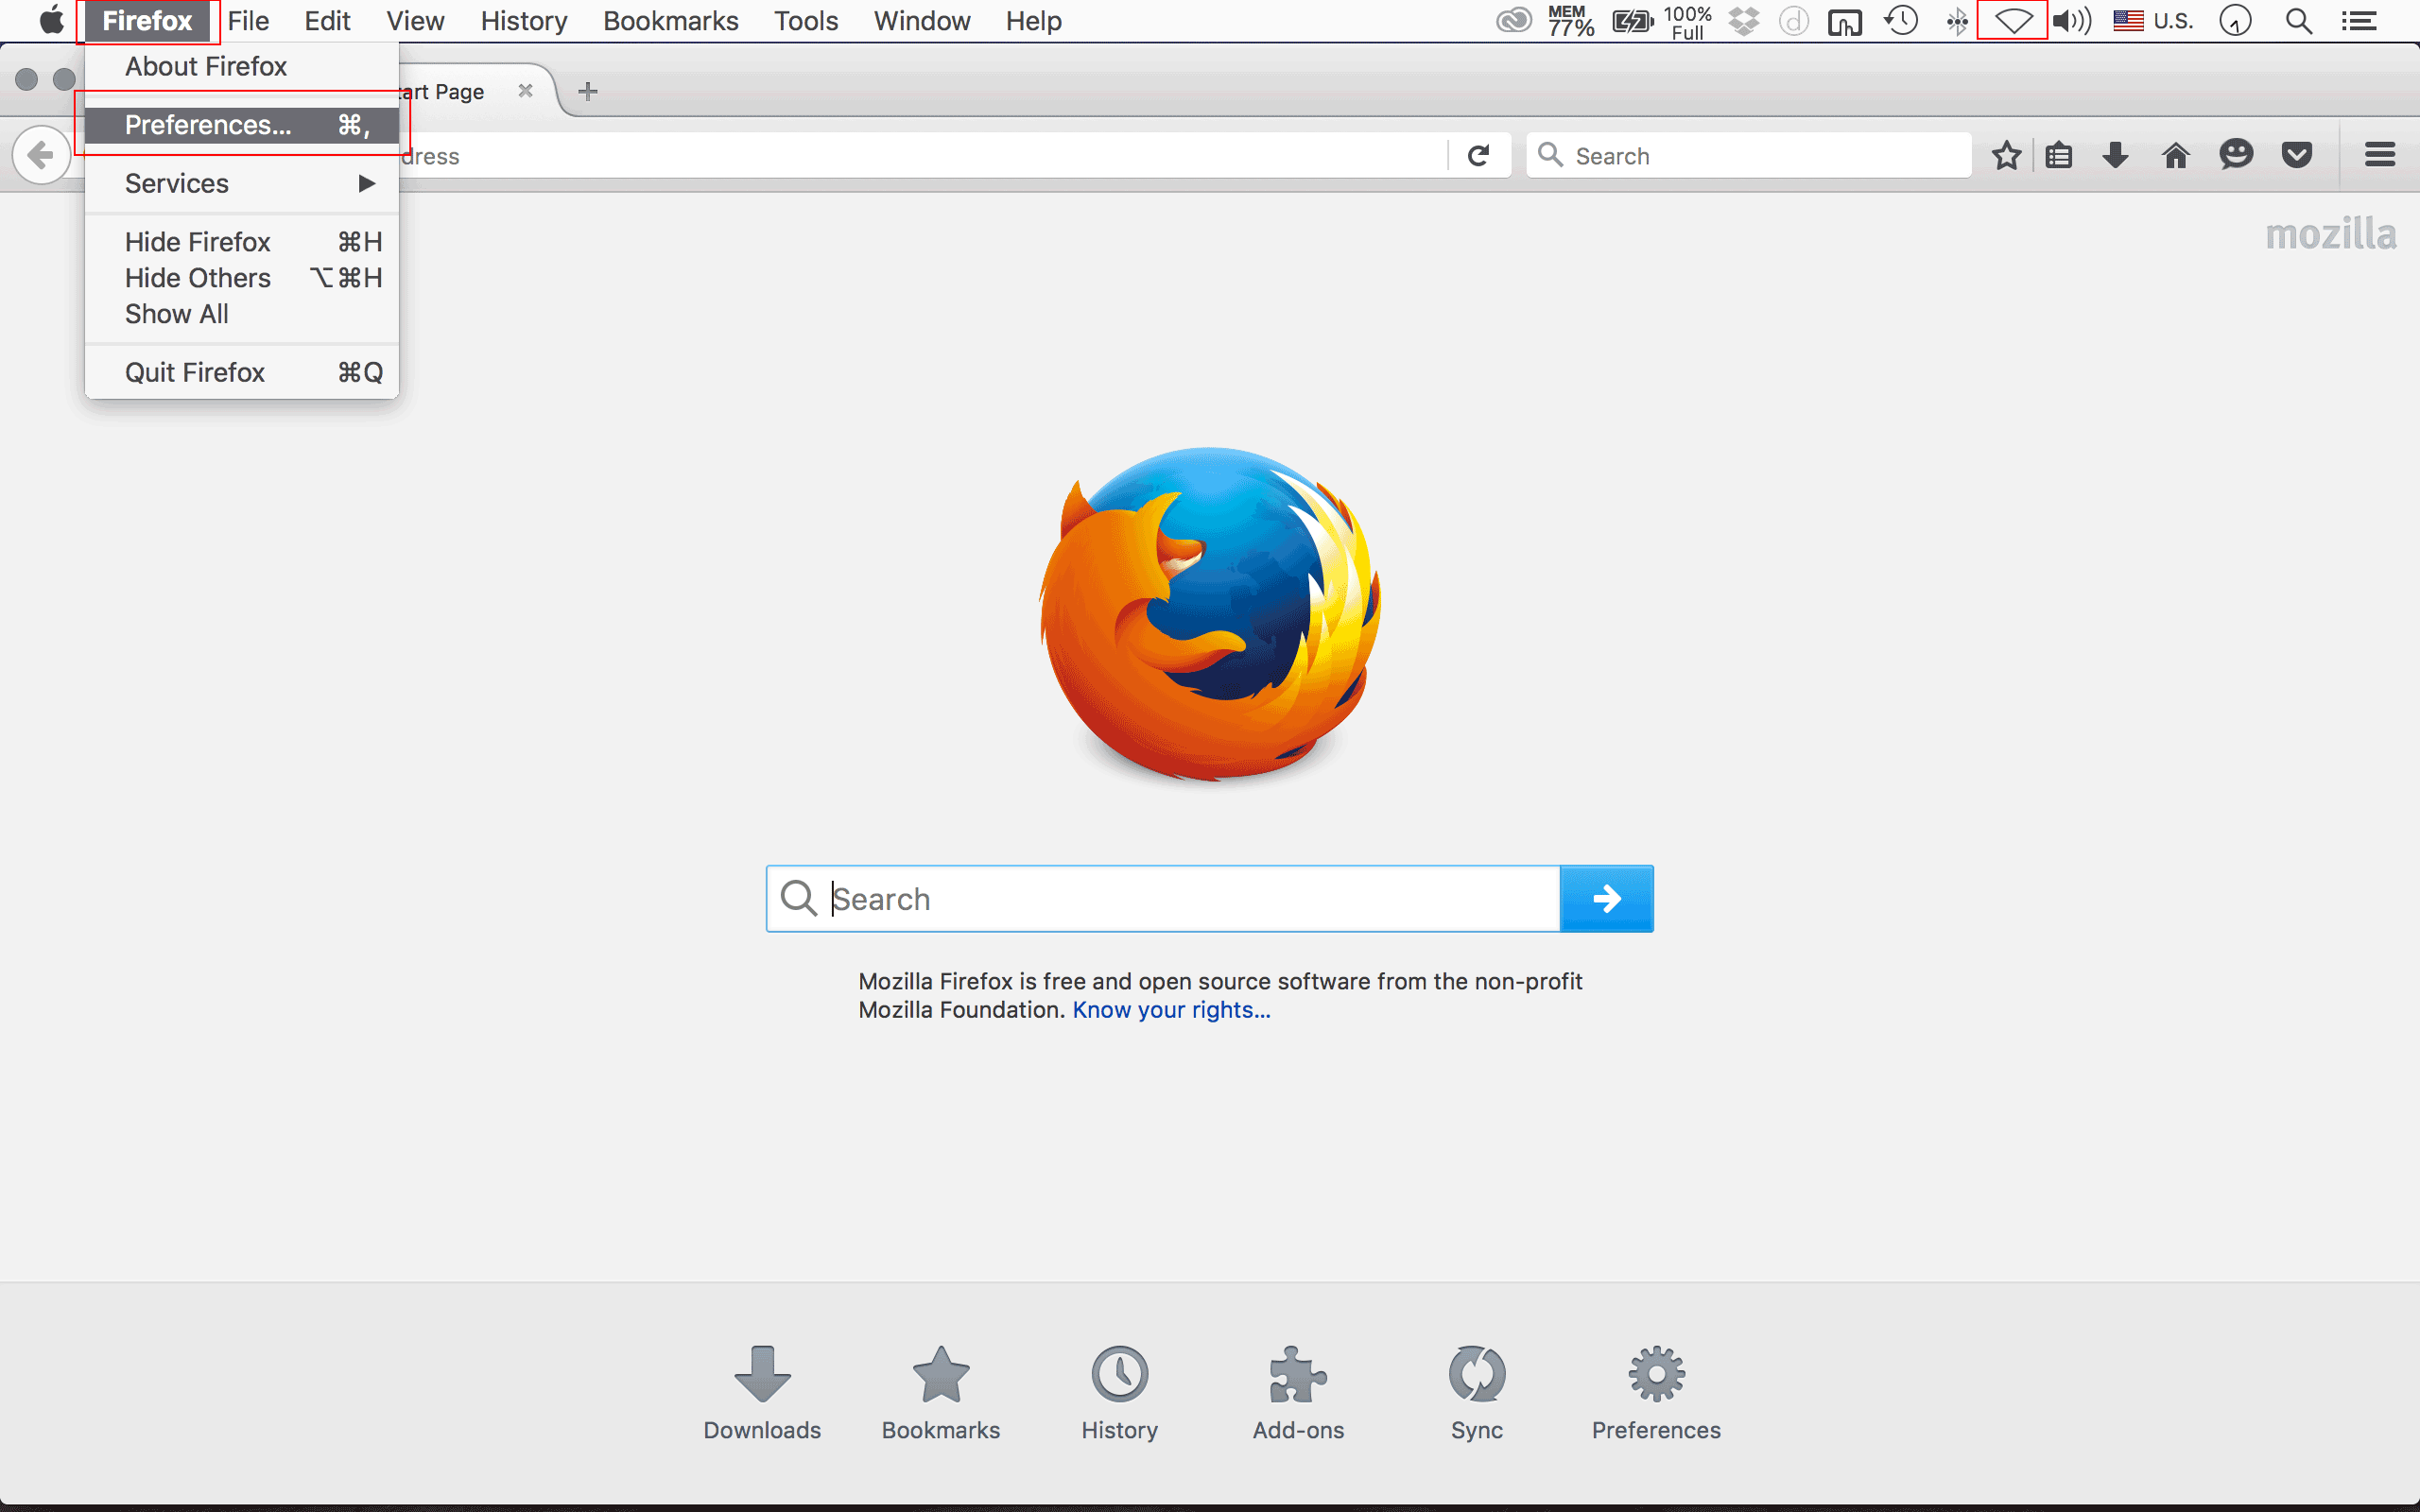 Firefox File Edit View History Bookmarks Tools Window Help MEM 77% 100% Full d U.S.
About Firefox
art Page
Preferences... ⌘,
dress
Search
Services
mozilla
Hide Firefox ⌘H
Hide Others ⌥⌘H
Show All
Quit Firefox ⌘Q
Search
Mozilla Firefox is free and open source software from the non-profit
Mozilla Foundation. Know your rights...
Downloads Bookmarks History Add-ons Sync Preferences